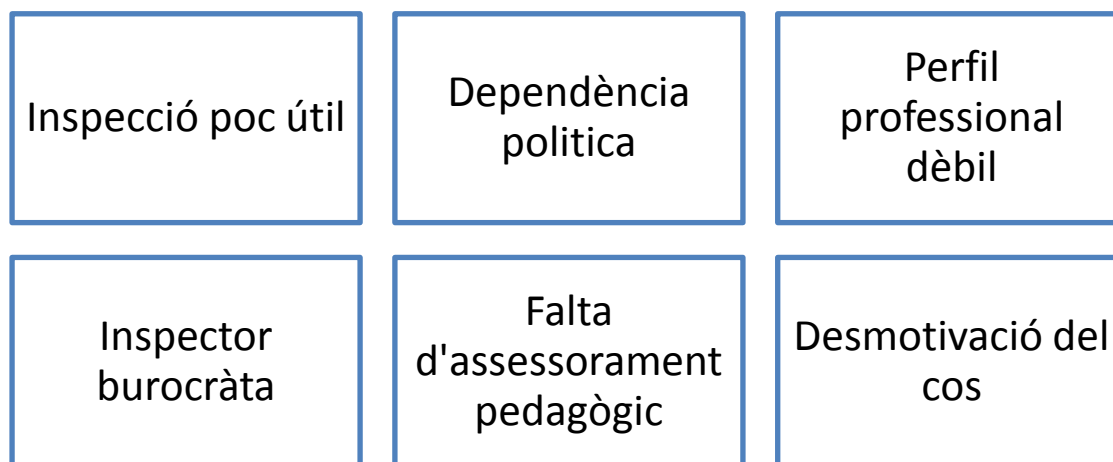 Inspecció poc útil
Dependència
politica
Perfil
professional
dèbil
Inspector
burocràta
Falta
d'assessorament
pedagògic
Desmotivació del
cos